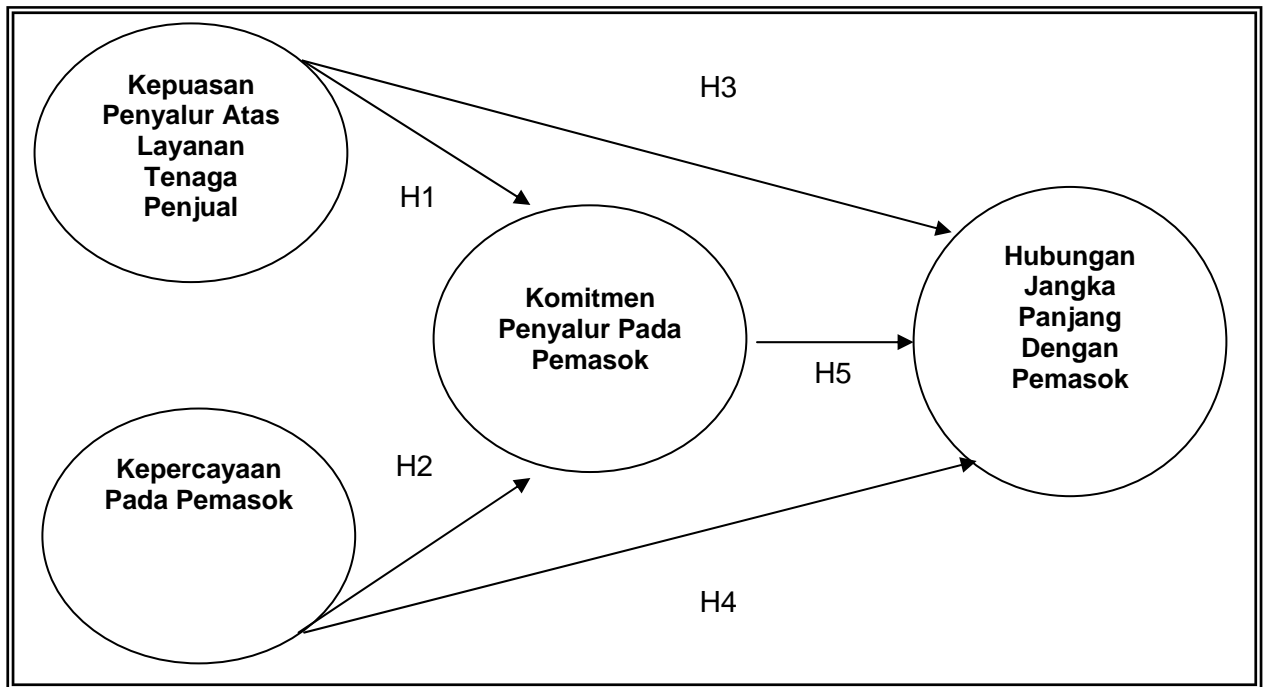 Kepuasan
Penyalur Atas
Layanan
Tenaga
Penjual
H3
H1
Komitmen
Penyalur Pada
Pemasok
Hubungan
Jangka
Panjang
Dengan
Pemasok
H5
Kepercayaan
Pada Pemasok
H2
H4